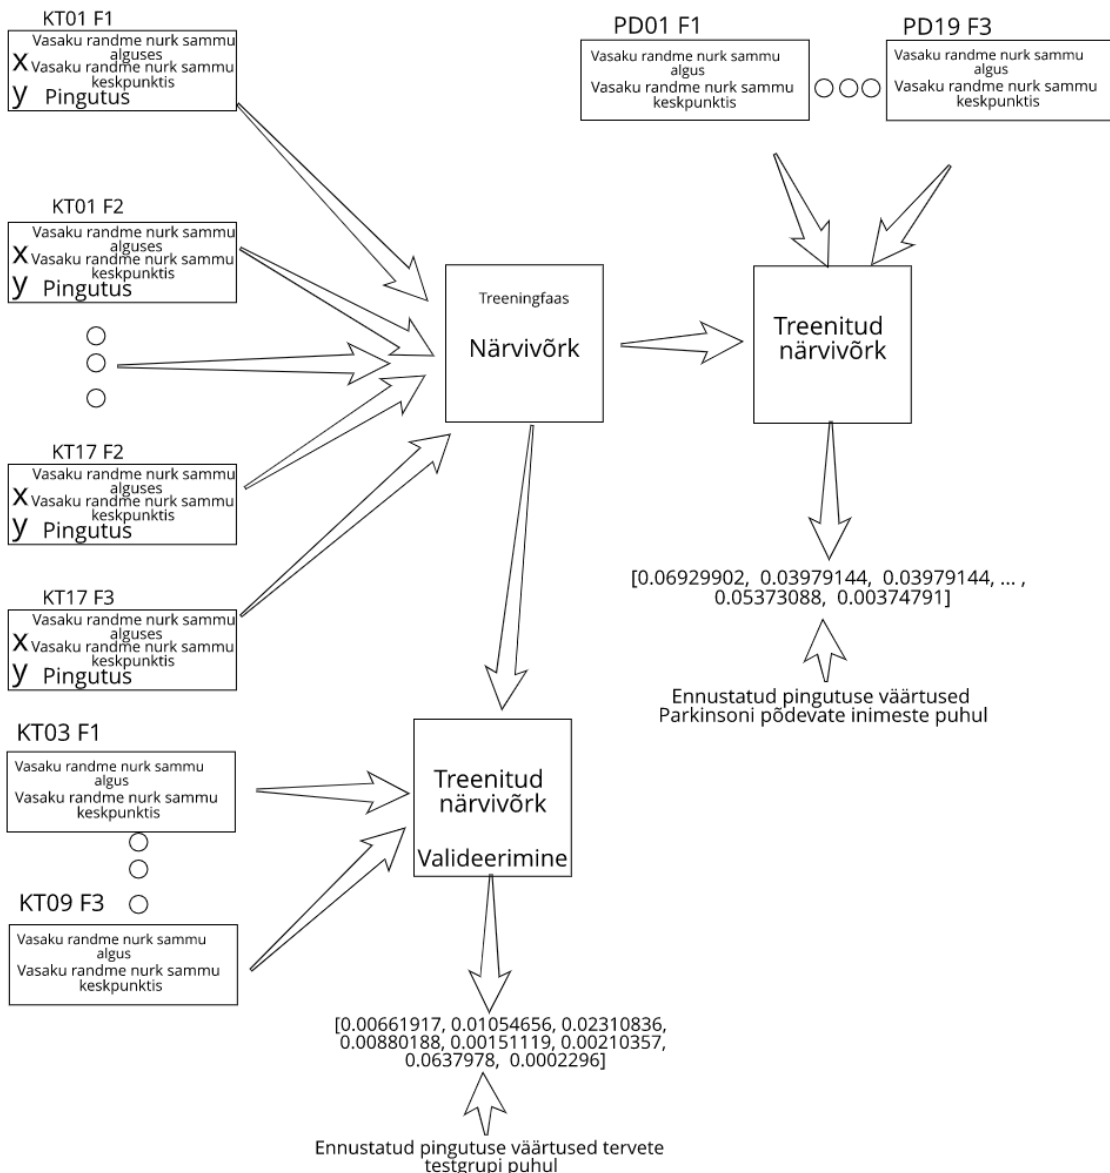 KT01 F1
Vasaku randme nurk sammu
alguses
x Vasaku randme nurk sammu
keskpunktis
y Pingutus
KT01 F2
Vasaku randme nurk sammu
alguses
x Vasaku randme nurk sammu
keskpunktis
y Pingutus
KT17 F2
Vasaku randme nurk sammu
alguses
x Vasaku randme nurk sammu
keskpunktis
y Pingutus
KT17 F3
Vasaku randme nurk sammu
alguses
x Vasaku randme nurk sammu
keskpunktis
y Pingutus
Treeningfaas
Närvivõrk
PD01 F1
Vasaku randme nurk sammu
algus
Vasaku randme nurk sammu
keskpunktis
PD19 F3
Vasaku randme nurk sammu
algus
Vasaku randme nurk sammu
keskpunktis
Treenitud
närvivõrk
[0.06929902, 0.03979144, 0.03979144, ... ,
0.05373088, 0.00374791]
Ennustatud pingutuse väärtused
Parkinsoni põdevate inimeste puhul
KT03 F1
Vasaku randme nurk sammu
algus
Vasaku randme nurk sammu
keskpunktis
KT09 F3
Vasaku randme nurk sammu
algus
Vasaku randme nurk sammu
keskpunktis
Treenitud
närvivõrk
Valideerimine
[0.00661917, 0.01054656, 0.02310836,
0.00880188, 0.00151119, 0.00210357,
0.0637978, 0.0002296]
Ennustatud pingutuse väärtused tervete
testgrupi puhul